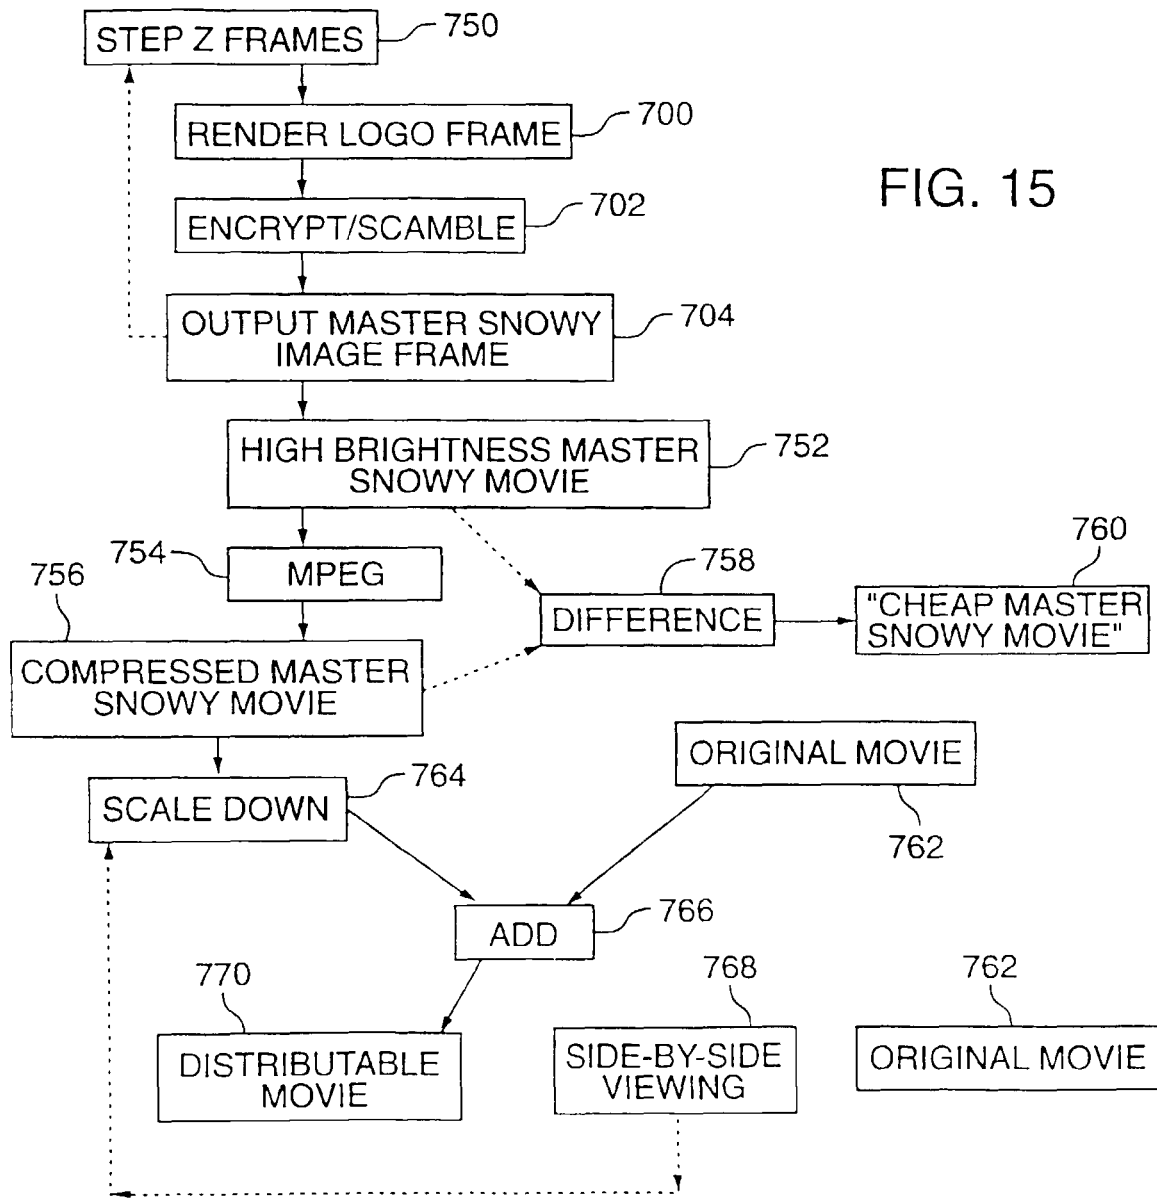 STEP Z FRAMES
750
RENDER LOGO FRAME
700
FIG. 15
ENCRYPT/SCAMBLE
702
OUTPUT MASTER SNOWY
IMAGE FRAME
704
HIGH BRIGHTNESS MASTER
SNOWY MOVIE
752
754
MPEG
756
COMPRESSED MASTER
SNOWY MOVIE
758
DIFFERENCE
760
"CHEAP MASTER
SNOWY MOVIE"
SCALE DOWN
764
ORIGINAL MOVIE
762
ADD
766
770
DISTRIBUTABLE
MOVIE
768
SIDE-BY-SIDE
VIEWING
762
ORIGINAL MOVIE